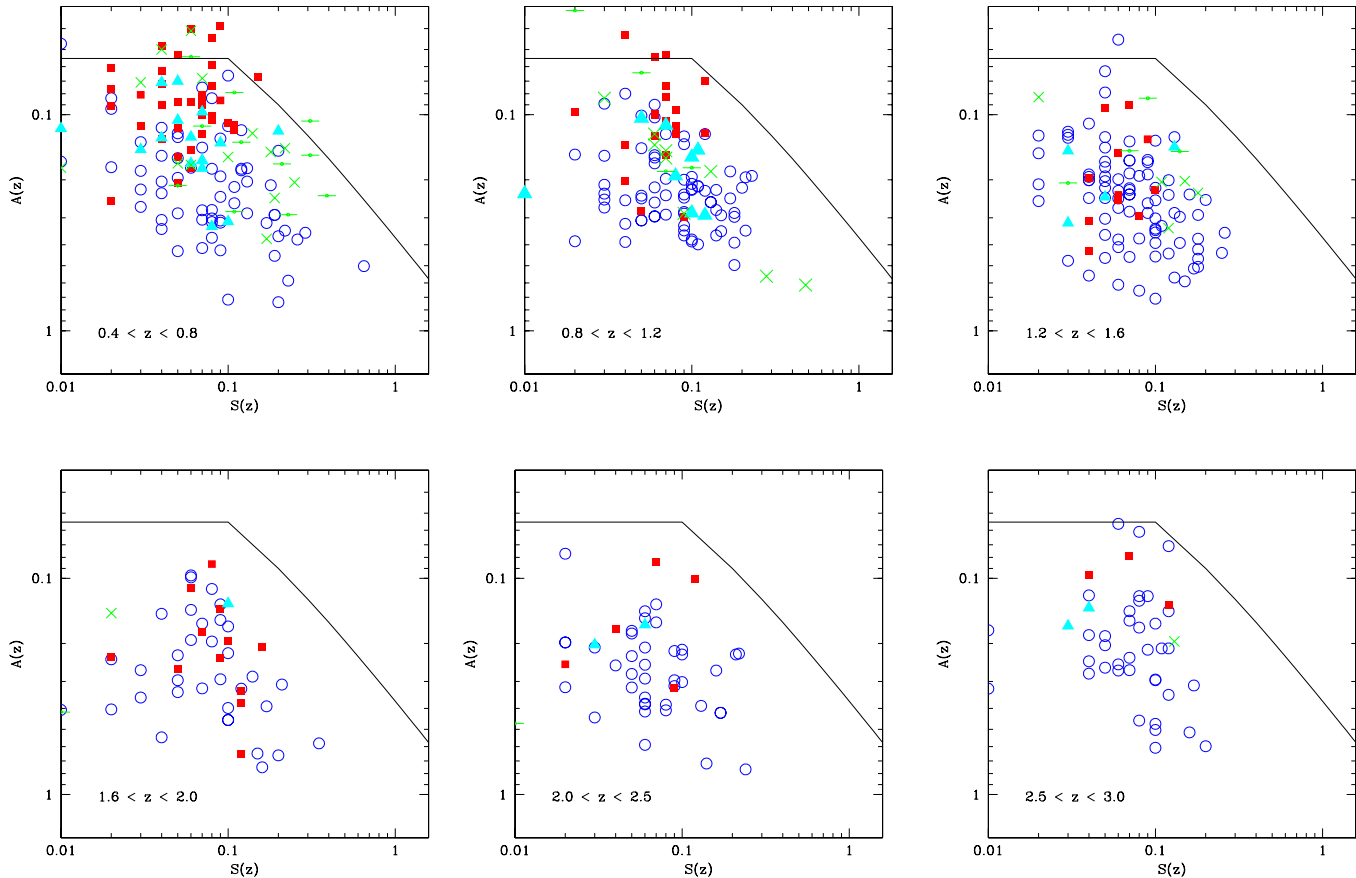 0.1
1
A(z)
0.4 < z < 0.8
0.01
0.1
1
S(z)
0.1
1
A(z)
0.8 < z < 1.2
0.01
0.1
1
S(z)
0.1
1
A(z)
1.2 < z < 1.6
0.01
0.1
1
S(z)
0.1
1
A(z)
1.6 < z < 2.0
0.01
0.1
1
S(z)
0.1
1
A(z)
2.0 < z < 2.5
0.01
0.1
1
S(z)
0.1
1
A(z)
2.5 < z < 3.0
0.01
0.1
1
S(z)